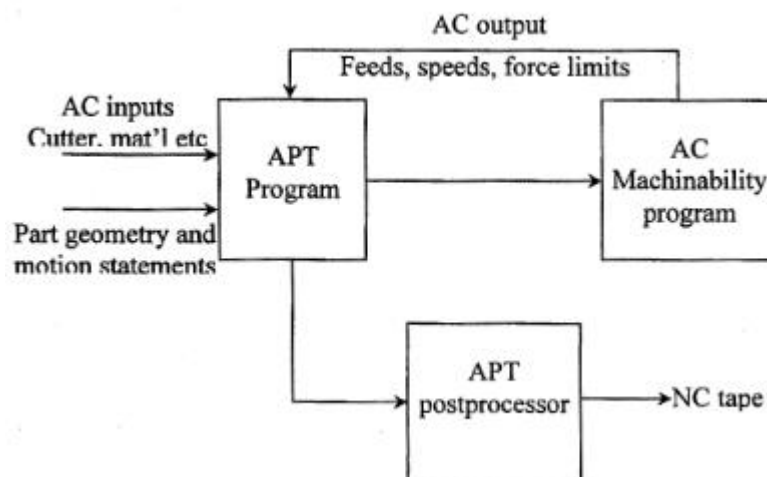 AC output
Feeds, speeds, force limits
AC inputs
Cutter. mat'l etc
APT
Program
AC
Machinability
program
Part geometry and
motion statements
APT
postprocessor
NC tape